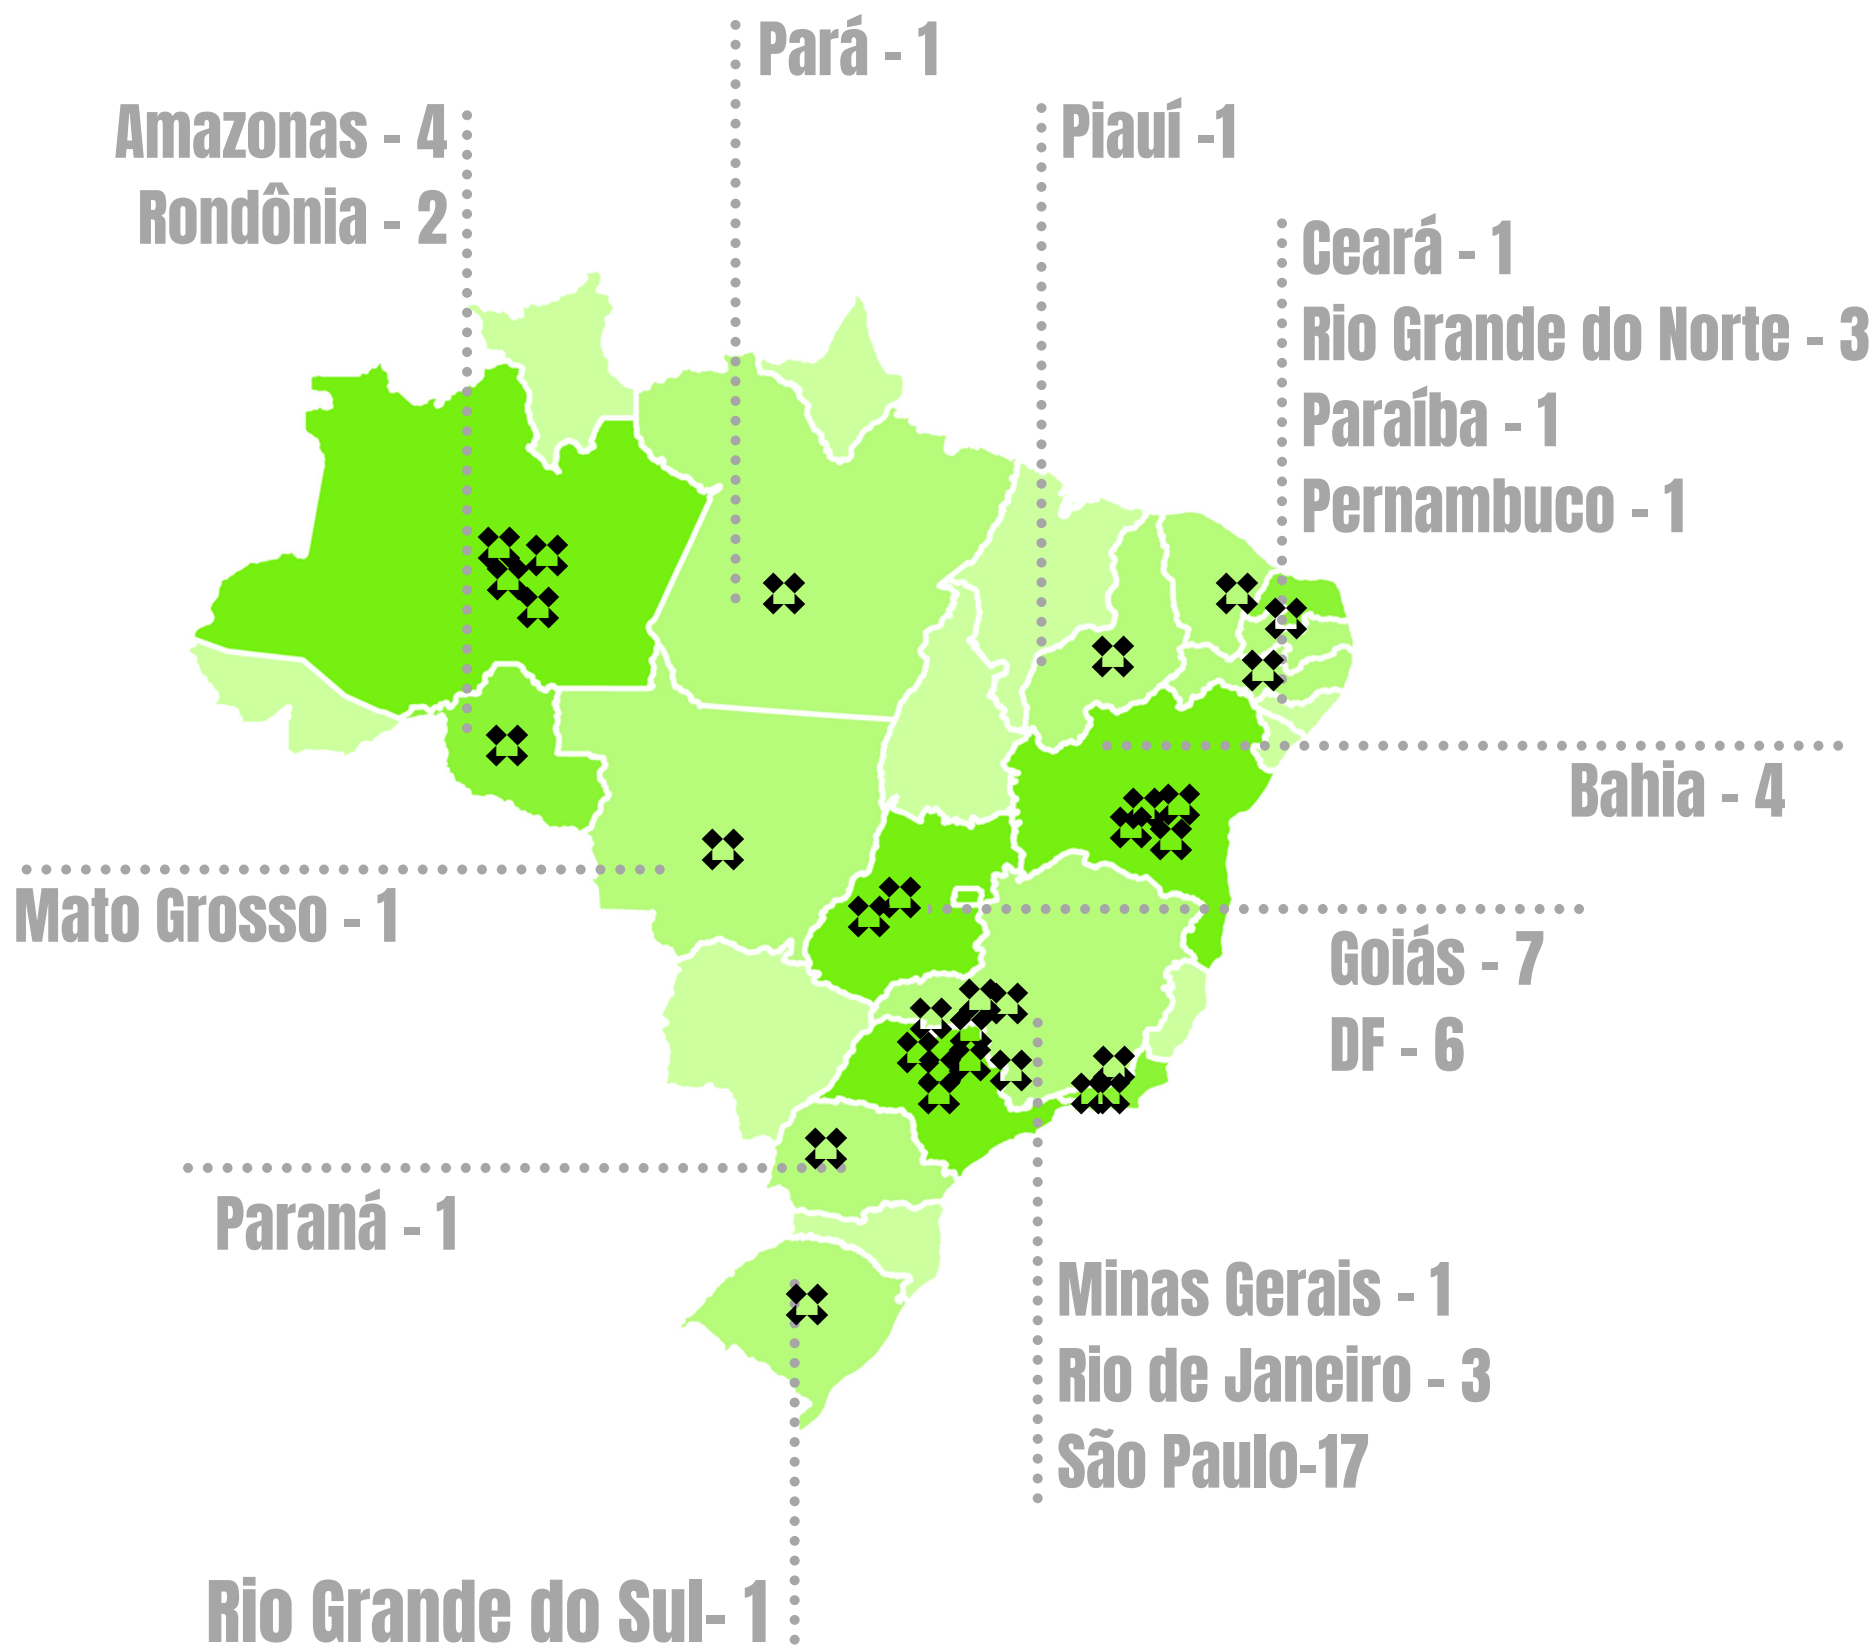 Pará - 1
Amazonas - 4
Rondônia - 2
Piauí -1
Ceará - 1
Rio Grande do Norte - 3
Paraíba - 1
Pernambuco - 1
Bahia - 4
Mato Grosso - 1
Goiás - 7
DF - 6
Paraná - 1
Minas Gerais - 1
Rio de Janeiro - 3
São Paulo-17
Rio Grande do Sul- 1